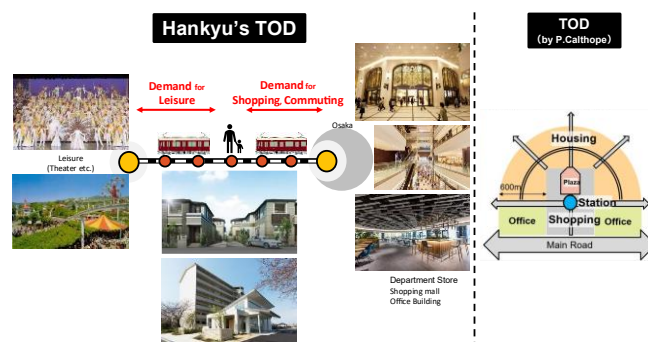 Hankyu's TOD
Demand for
Leisure
Demand for
Shopping, Commuting
Osaka
Leisure
(Theater etc.)
Department Store
Shopping mall
Office Building
TOD
(by P.Calthope)
Housing
600m
Plaza
Station
Office
Shopping
Office
Main Road